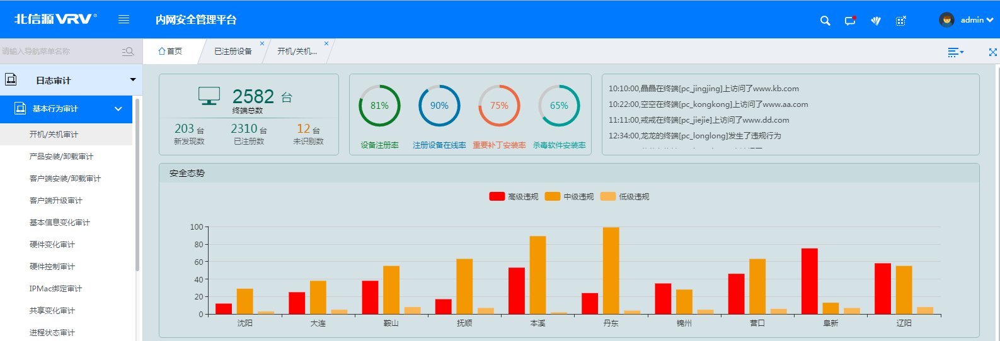 北信源VRV®
内网安全管理平台
admin
请输入导航菜单名称
首页
已注册设备
开机/关机...
日志审计
基本行为审计
开机/关机审计
产品安装/卸载审计
客户端安装/卸载审计
客户端升级审计
基本信息变化审计
硬件变化审计
硬件控制审计
IPMac绑定审计
共享变化审计
进程状态审计
2582 台
终端总数
203 台 2310 台 12 台
新发现数 已注册数 未识别数
81% 90% 75% 65%
设备注册率 注册设备在线率 重要补丁安装率 杀毒软件安装率
10:10:00,晶晶在终端[pc_jingjing]上访问了www.kb.com
10:22:00,空空在终端[pc_kongkong]上访问了www.aa.com
11:11:00,戒戒在终端[pc_jiejie]上访问了www.dd.com
12:34:00,龙龙的终端[pc_longlong]发生了违规行为
安全态势
高级违规 中级违规 低级违规
100
80
60
40
20
0
沈阳 大连 鞍山 抚顺 本溪 丹东 锦州 营口 阜新 辽阳